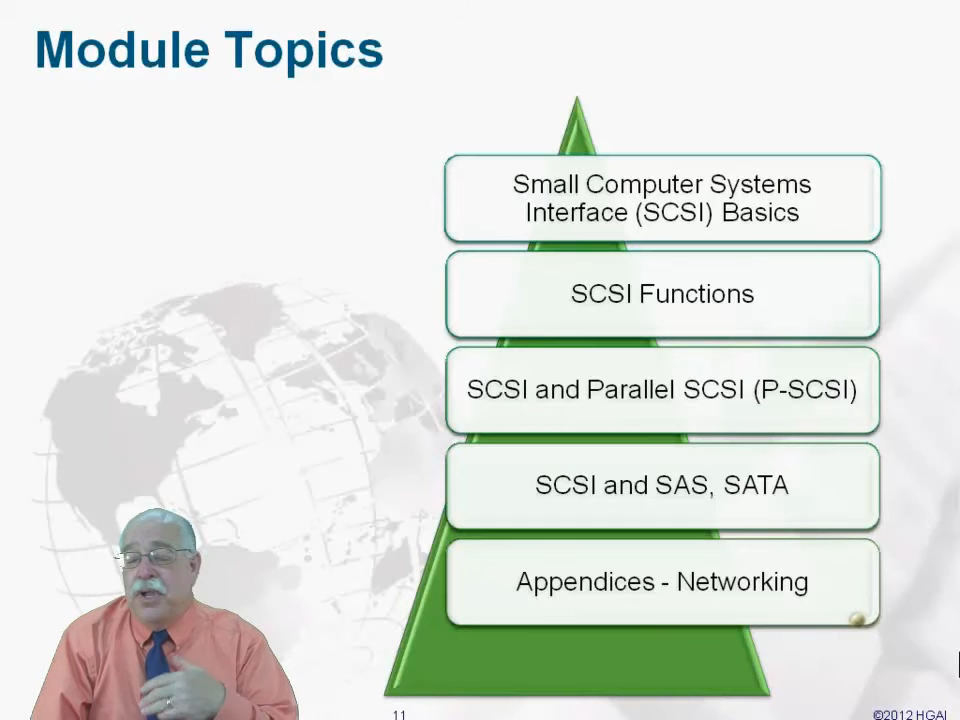 Module Topics
Small Computer Systems
Interface (SCSI) Basics
SCSI Functions
SCSI and Parallel SCSI (P-SCSI)
SCSI and SAS, SATA
Appendices - Networking
11
©2012 HGAI